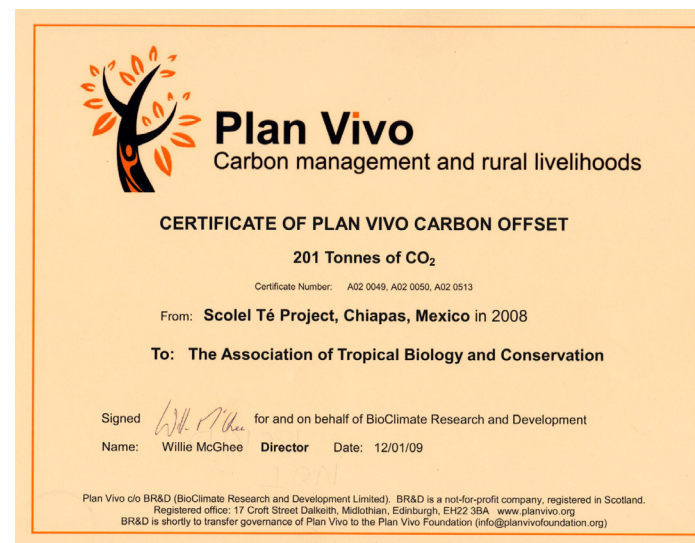 Plan Vivo
Carbon management and rural livelihoods
CERTIFICATE OF PLAN VIVO CARBON OFFSET
201 Tonnes of CO₂
Certificate Number: A02 0049, A02 0050, A02 0513
From: Scolel Té Project, Chiapas, Mexico in 2008
To: The Association of Tropical Biology and Conservation
Signed Willie McGhee for and on behalf of BioClimate Research and Development
Name: Willie McGhee Director Date: 12/01/09
Plan Vivo c/o BR&D (BioClimate Research and Development Limited). BR&D is a not-for-profit company, registered in Scotland.
Registered office: 17 Croft Street Dalkeith, Midlothian, Edinburgh, EH22 3BA www.planvivo.org
BR&D is shortly to transfer governance of Plan Vivo to the Plan Vivo Foundation (info@planvivofoundation.org)